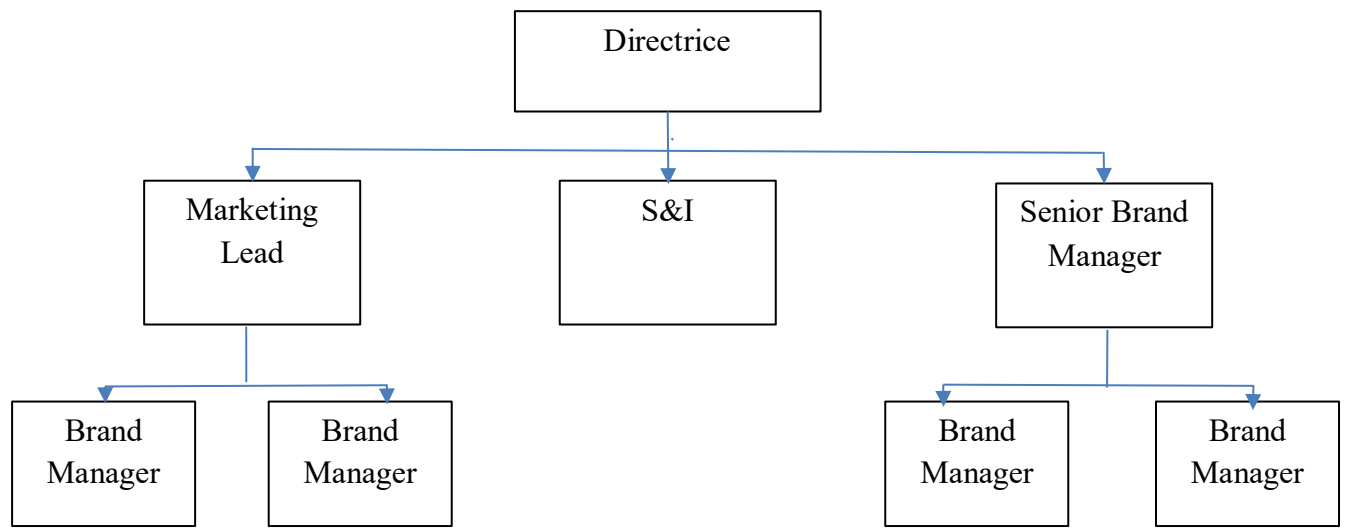 Directrice
Marketing
Lead
S&I
Senior Brand
Manager
Brand
Manager
Brand
Manager
Brand
Manager
Brand
Manager